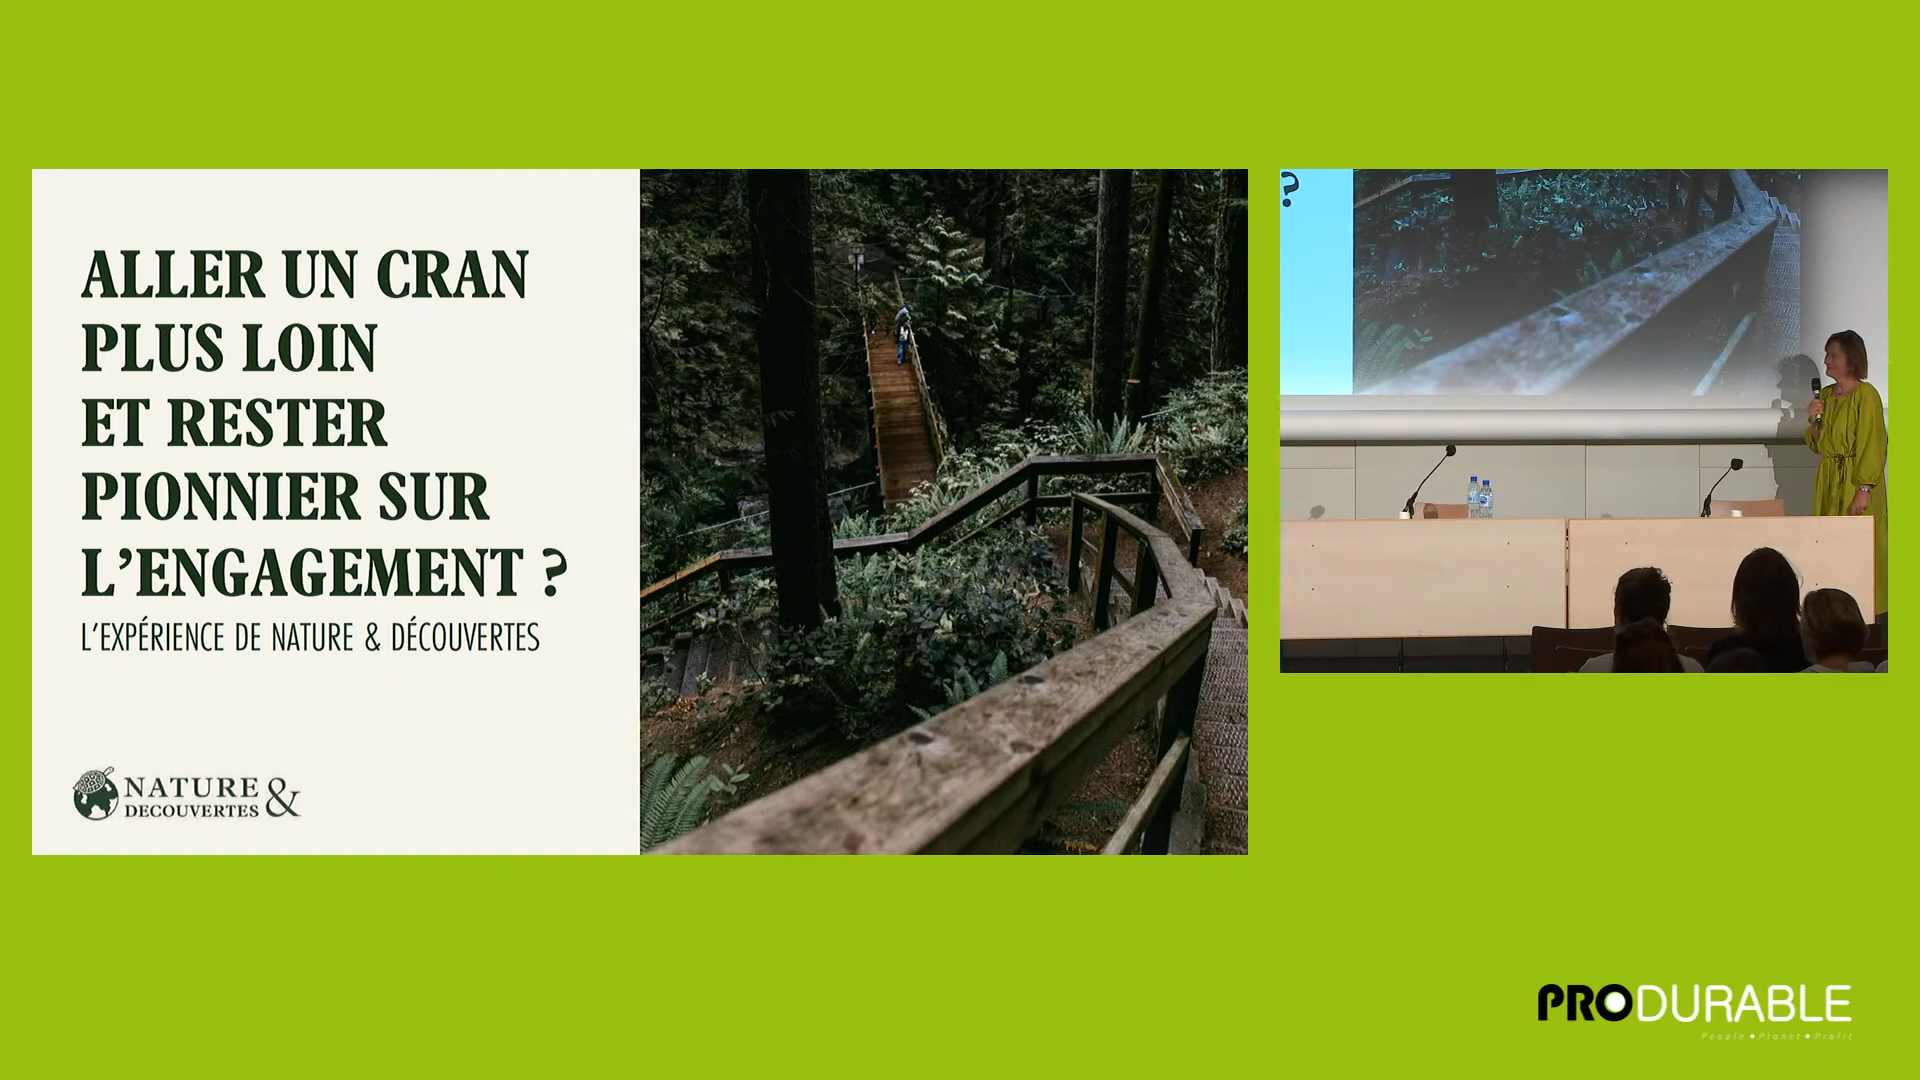 ALLER UN CRAN
PLUS LOIN
ET RESTER
PIONNIER SUR
L’ENGAGEMENT ?
L’EXPÉRIENCE DE NATURE & DÉCOUVERTES
NATURE &
DECOUVERTES
?
PRODURABLE
People • Planet • Profit